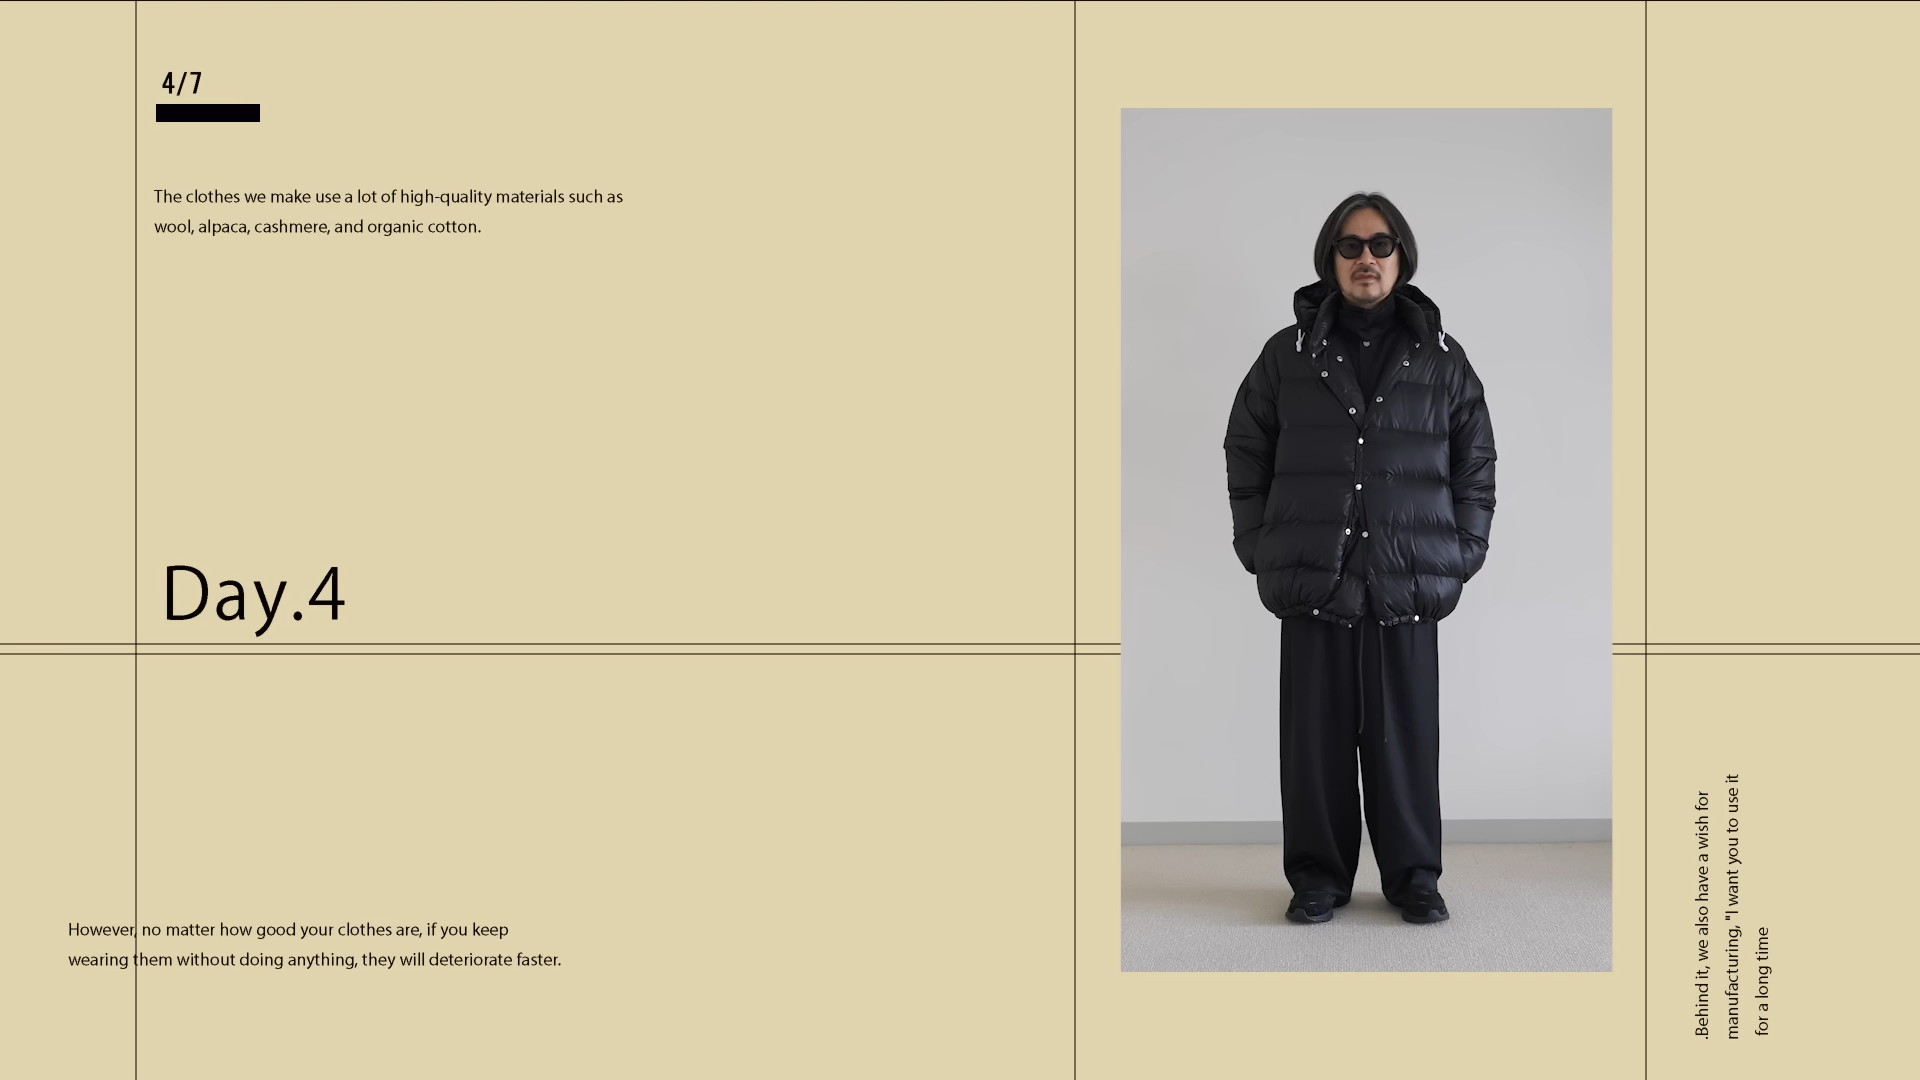 4/7
The clothes we make use a lot of high-quality materials such as
wool, alpaca, cashmere, and organic cotton.
Day.4
However, no matter how good your clothes are, if you keep
wearing them without doing anything, they will deteriorate faster.
.Behind it, we also have a wish for
manufacturing, "I want you to use it
for a long time